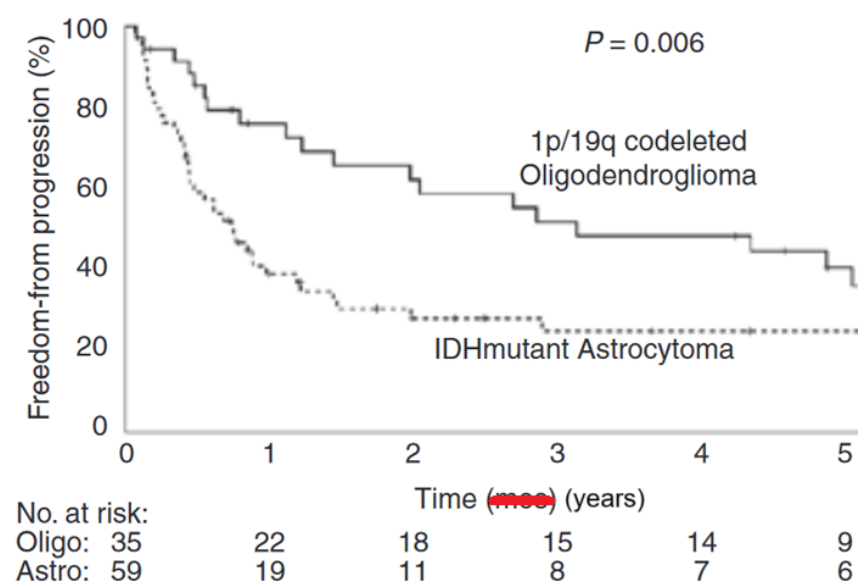 Freedom-from progression (%)
100
80
60
40
20
0
P = 0.006
1p/19q codeleted
Oligodendroglioma
IDHmutant Astrocytoma
0 1 2 3 4 5
Time (mos) (years)
No. at risk:
Oligo: 35 22 18 15 14 9
Astro: 59 19 11 8 7 6